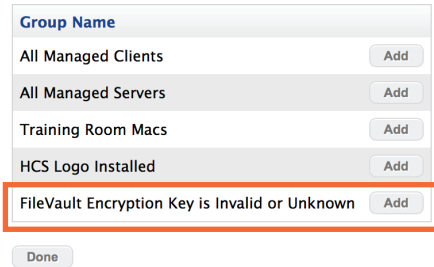 Group Name
All Managed Clients Add
All Managed Servers Add
Training Room Macs Add
HCS Logo Installed Add
FileVault Encryption Key is Invalid or Unknown Add
Done